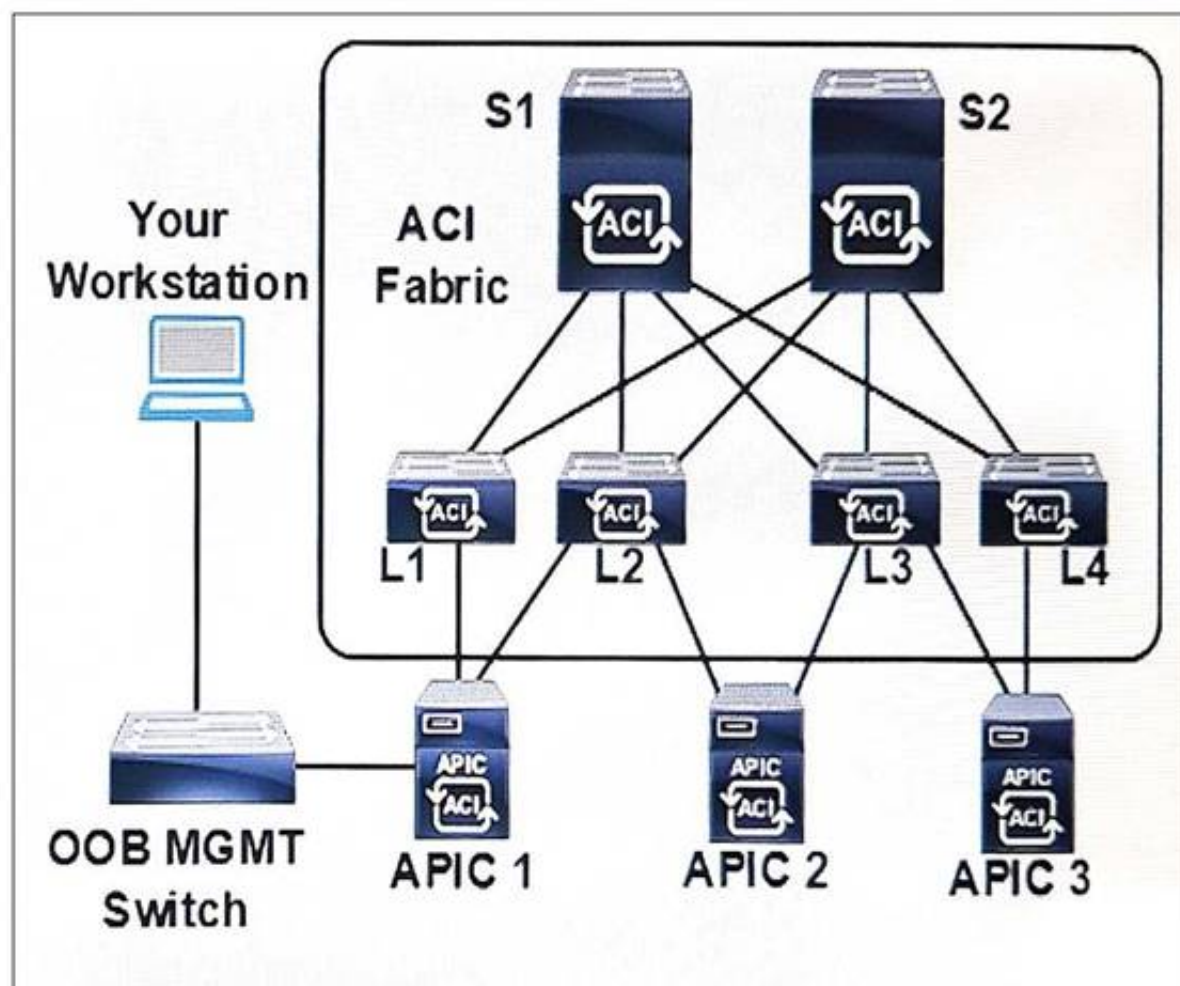 S1
S2
ACI
ACI
Your
Workstation
ACI
Fabric
ACI
ACI
ACI
ACI
L1
L2
L3
L4
APIC
ACI
APIC
ACI
APIC
ACI
OOB MGMT
Switch
APIC 1
APIC 2
APIC 3